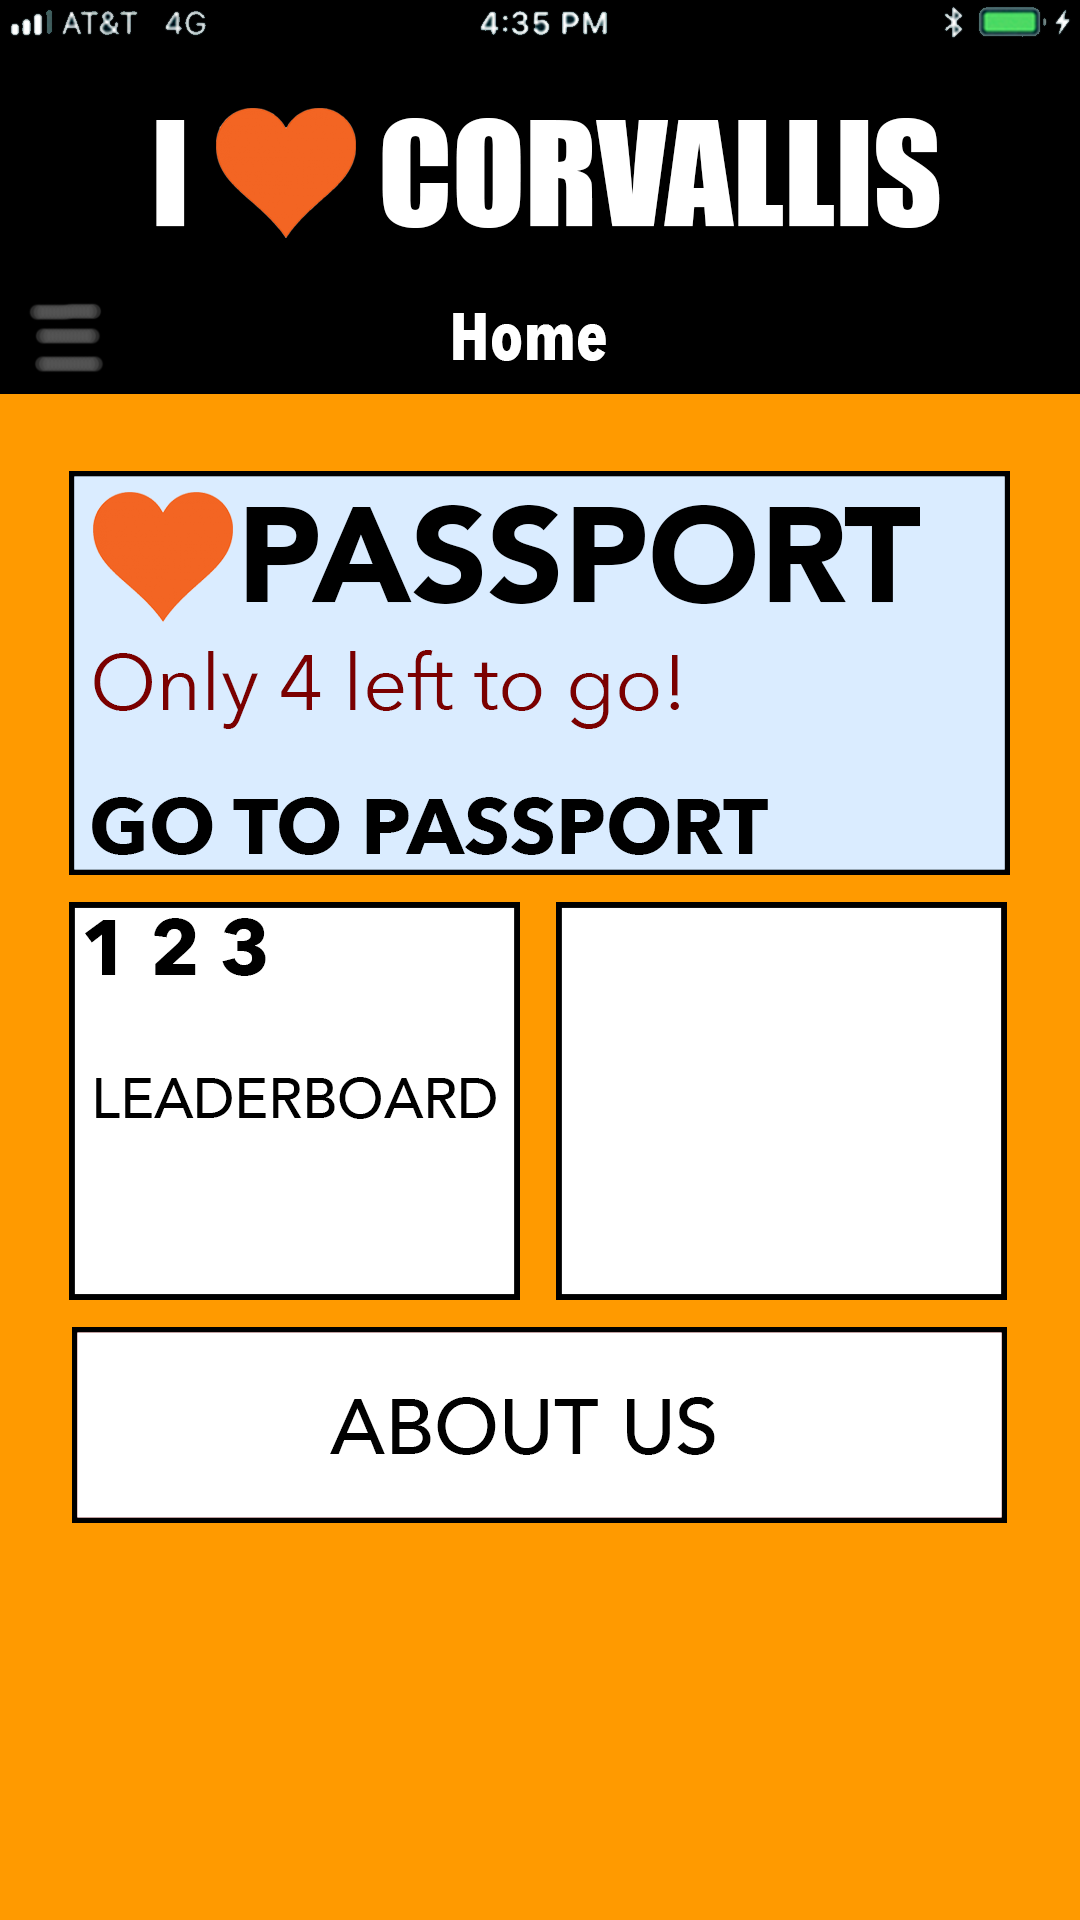 AT&T 4G 4:35 PM
I CORVALLIS
Home
PASSPORT
Only 4 left to go!
GO TO PASSPORT
1 2 3
LEADERBOARD
ABOUT US